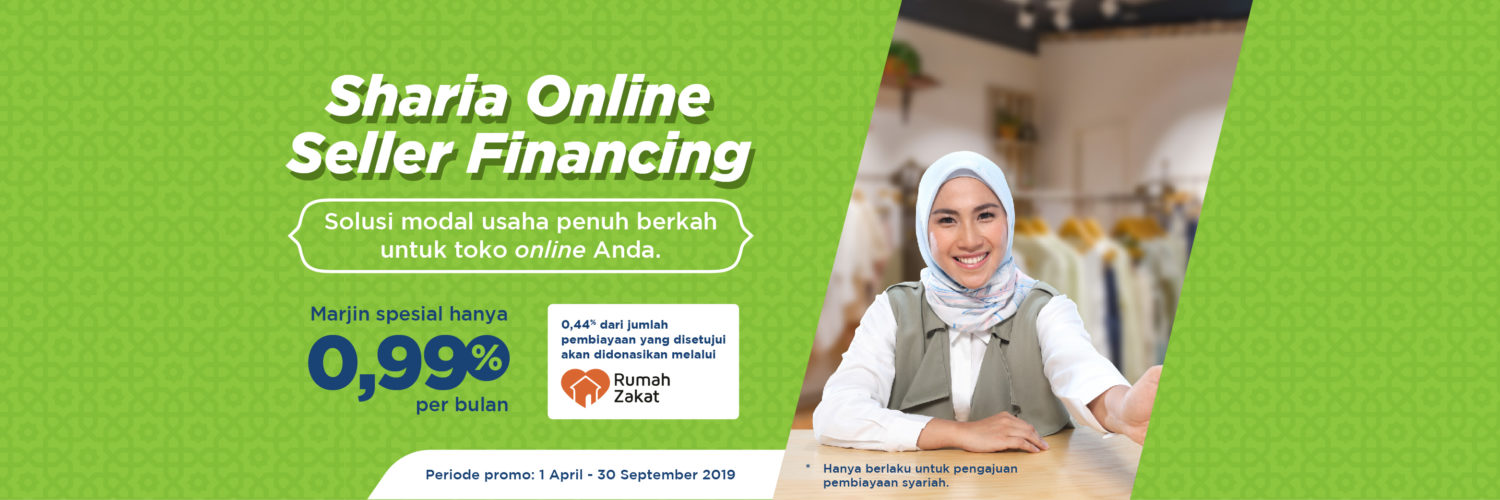 Sharia Online
Seller Financing
Solusi modal usaha penuh berkah
untuk toko online Anda.
Marjin spesial hanya
0,99%
per bulan
0,44% dari jumlah
pembiayaan yang disetujui
akan didonasikan melalui
Rumah
Zakat
Periode promo: 1 April - 30 September 2019
* Hanya berlaku untuk pengajuan
pembiayaan syariah.